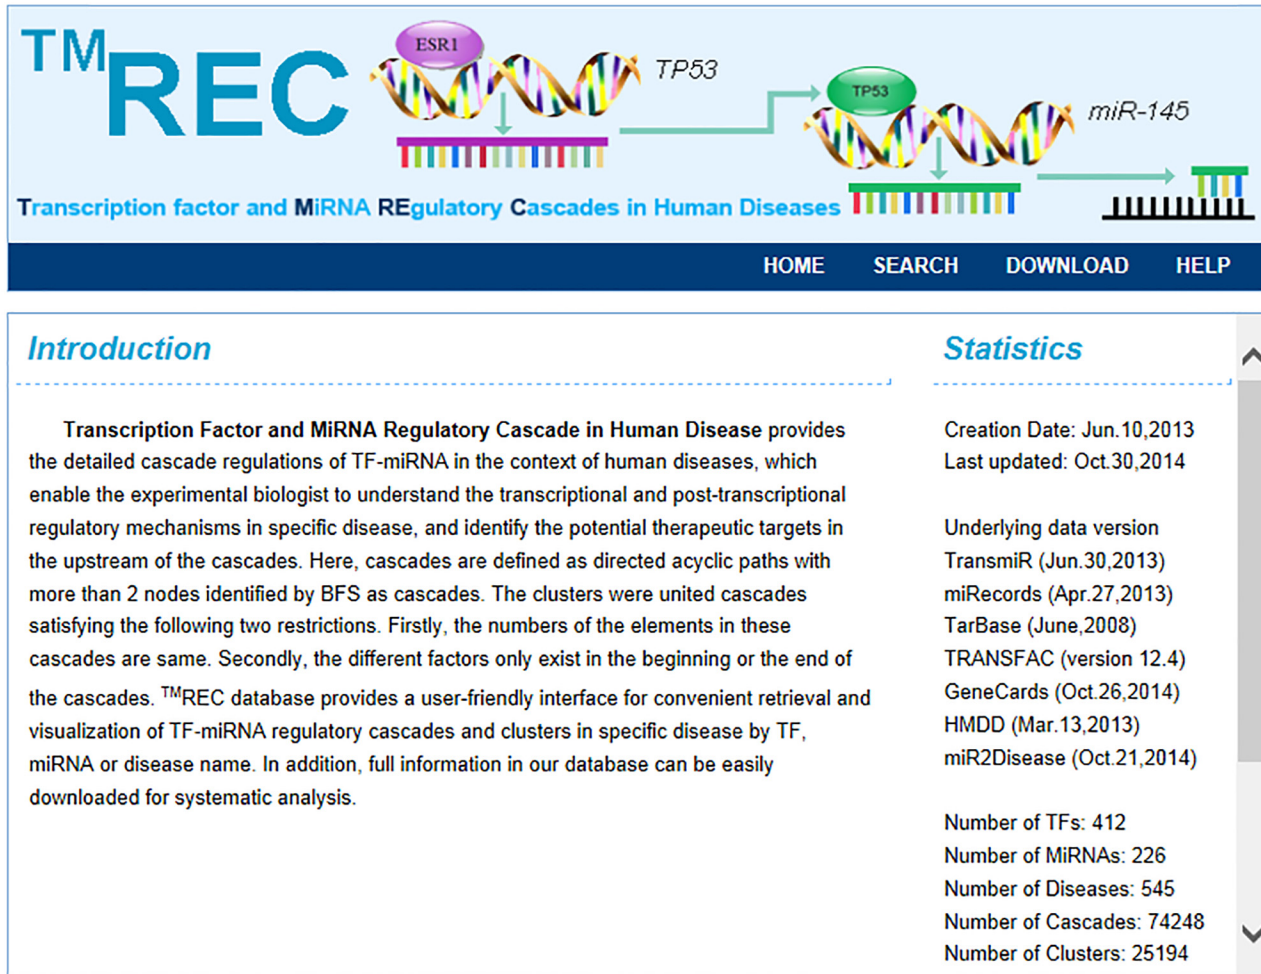 TMREC
ESR1
TP53
TP53
miR-145
Transcription factor and MiRNA REgulatory Cascades in Human Diseases
HOME SEARCH DOWNLOAD HELP
Introduction
Transcription Factor and MiRNA Regulatory Cascade in Human Disease provides
the detailed cascade regulations of TF-miRNA in the context of human diseases, which
enable the experimental biologist to understand the transcriptional and post-transcriptional
regulatory mechanisms in specific disease, and identify the potential therapeutic targets in
the upstream of the cascades. Here, cascades are defined as directed acyclic paths with
more than 2 nodes identified by BFS as cascades. The clusters were united cascades
satisfying the following two restrictions. Firstly, the numbers of the elements in these
cascades are same. Secondly, the different factors only exist in the beginning or the end of
the cascades. TMREC database provides a user-friendly interface for convenient retrieval and
visualization of TF-miRNA regulatory cascades and clusters in specific disease by TF,
miRNA or disease name. In addition, full information in our database can be easily
downloaded for systematic analysis.
Statistics
Creation Date: Jun.10,2013
Last updated: Oct.30,2014
Underlying data version
TransmiR (Jun.30,2013)
miRecords (Apr.27,2013)
TarBase (June,2008)
TRANSFAC (version 12.4)
GeneCards (Oct.26,2014)
HMDD (Mar.13,2013)
miR2Disease (Oct.21,2014)
Number of TFs: 412
Number of MiRNAs: 226
Number of Diseases: 545
Number of Cascades: 74248
Number of Clusters: 25194